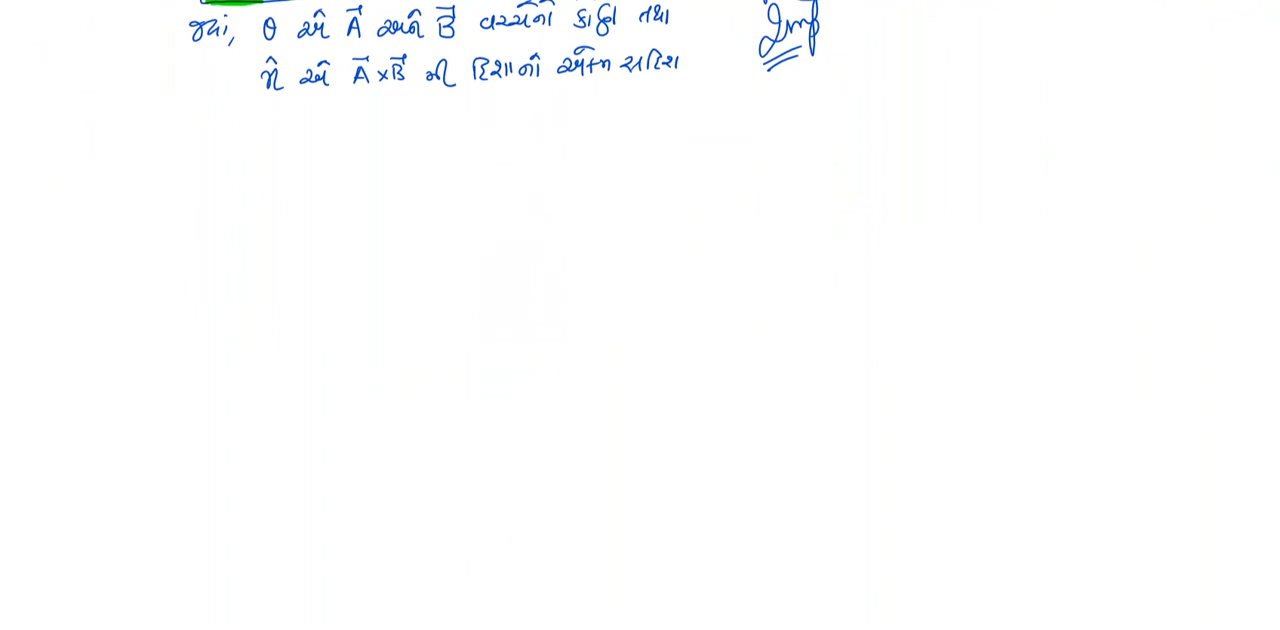 જ્યાં, θ એ A⃗ અને B⃗ વચ્ચેનો કોણ તથા
n̂ એ A⃗×B⃗ ની દિશાનો એકમ સદિશ
Imp